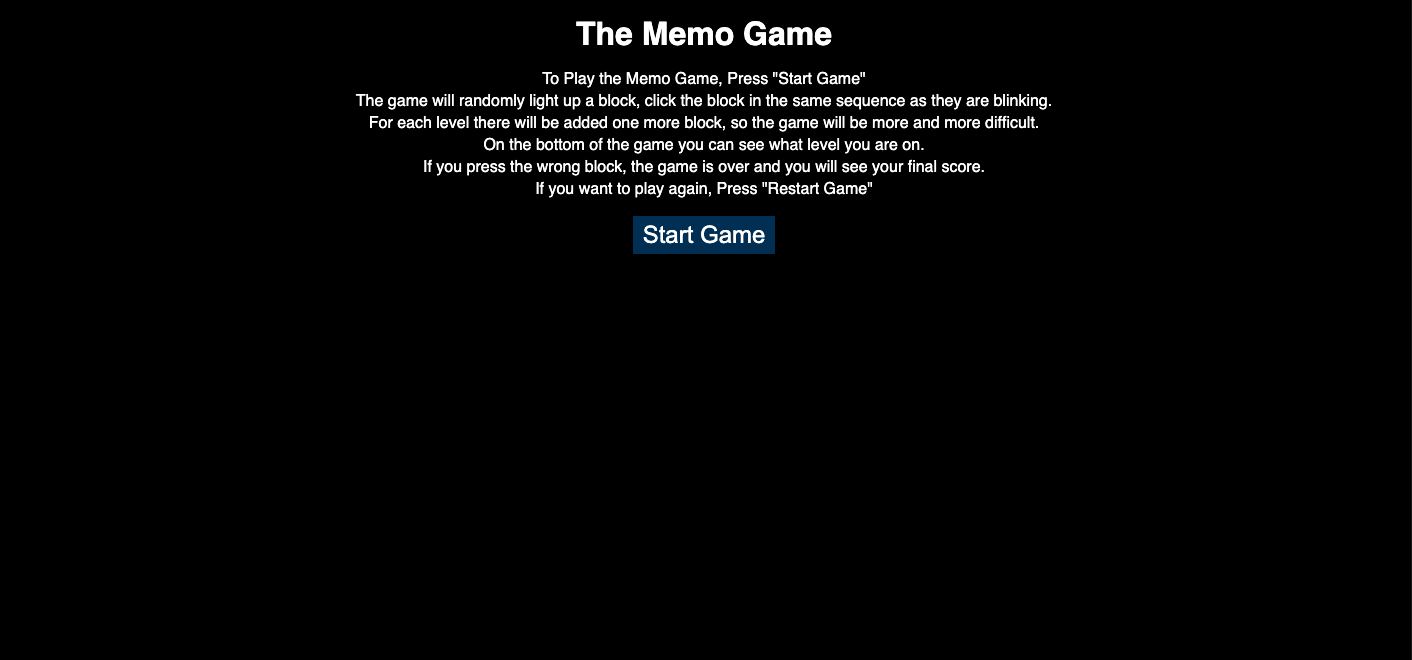 The Memo Game
To Play the Memo Game, Press "Start Game"
The game will randomly light up a block, click the block in the same sequence as they are blinking.
For each level there will be added one more block, so the game will be more and more difficult.
On the bottom of the game you can see what level you are on.
If you press the wrong block, the game is over and you will see your final score.
If you want to play again, Press "Restart Game"
Start Game